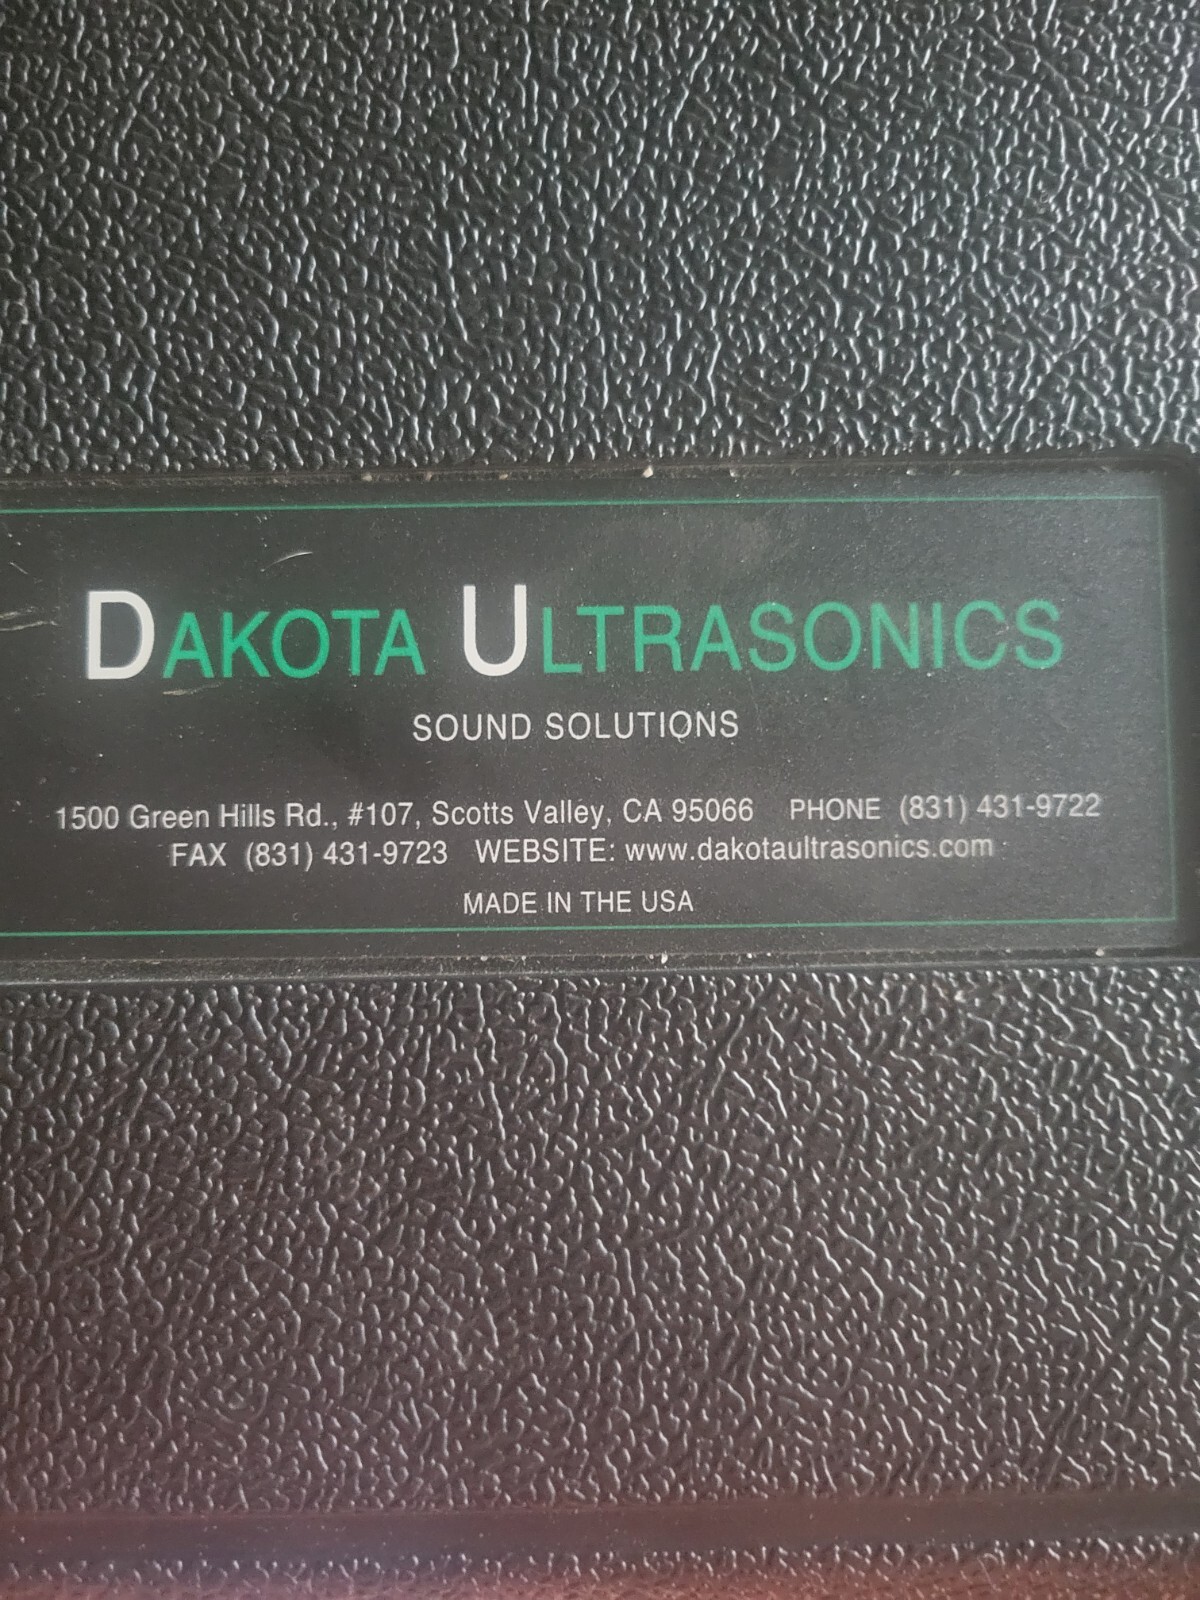 DAKOTA ULTRASONICS
SOUND SOLUTIONS
1500 Green Hills Rd., #107, Scotts Valley, CA 95066 PHONE (831) 431-9722
FAX (831) 431-9723 WEBSITE: www.dakotaultrasonics.com
MADE IN THE USA